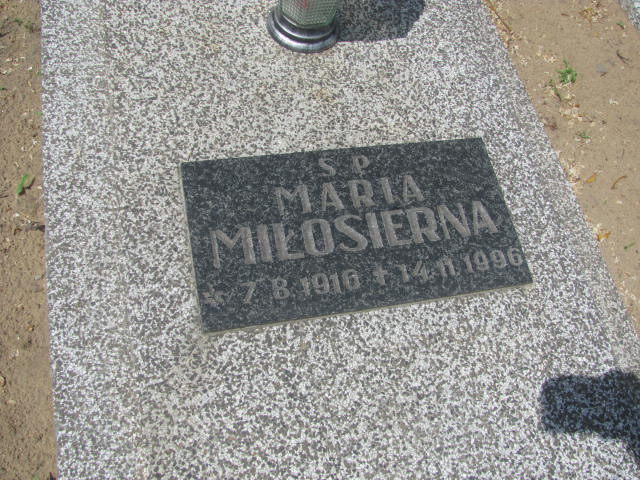 S P
MARIA
MIŁOSIERNA
* 7 8 1916 + 14 11 1996